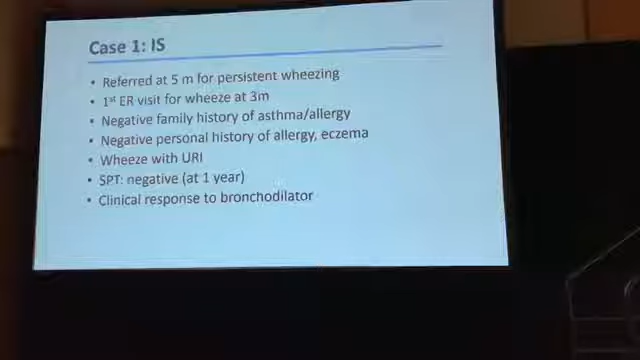 Case 1: IS
• Referred at 5 m for persistent wheezing
• 1st ER visit for wheeze at 3m
• Negative family history of asthma/allergy
• Negative personal history of allergy, eczema
• Wheeze with URI
• SPT: negative (at 1 year)
• Clinical response to bronchodilator